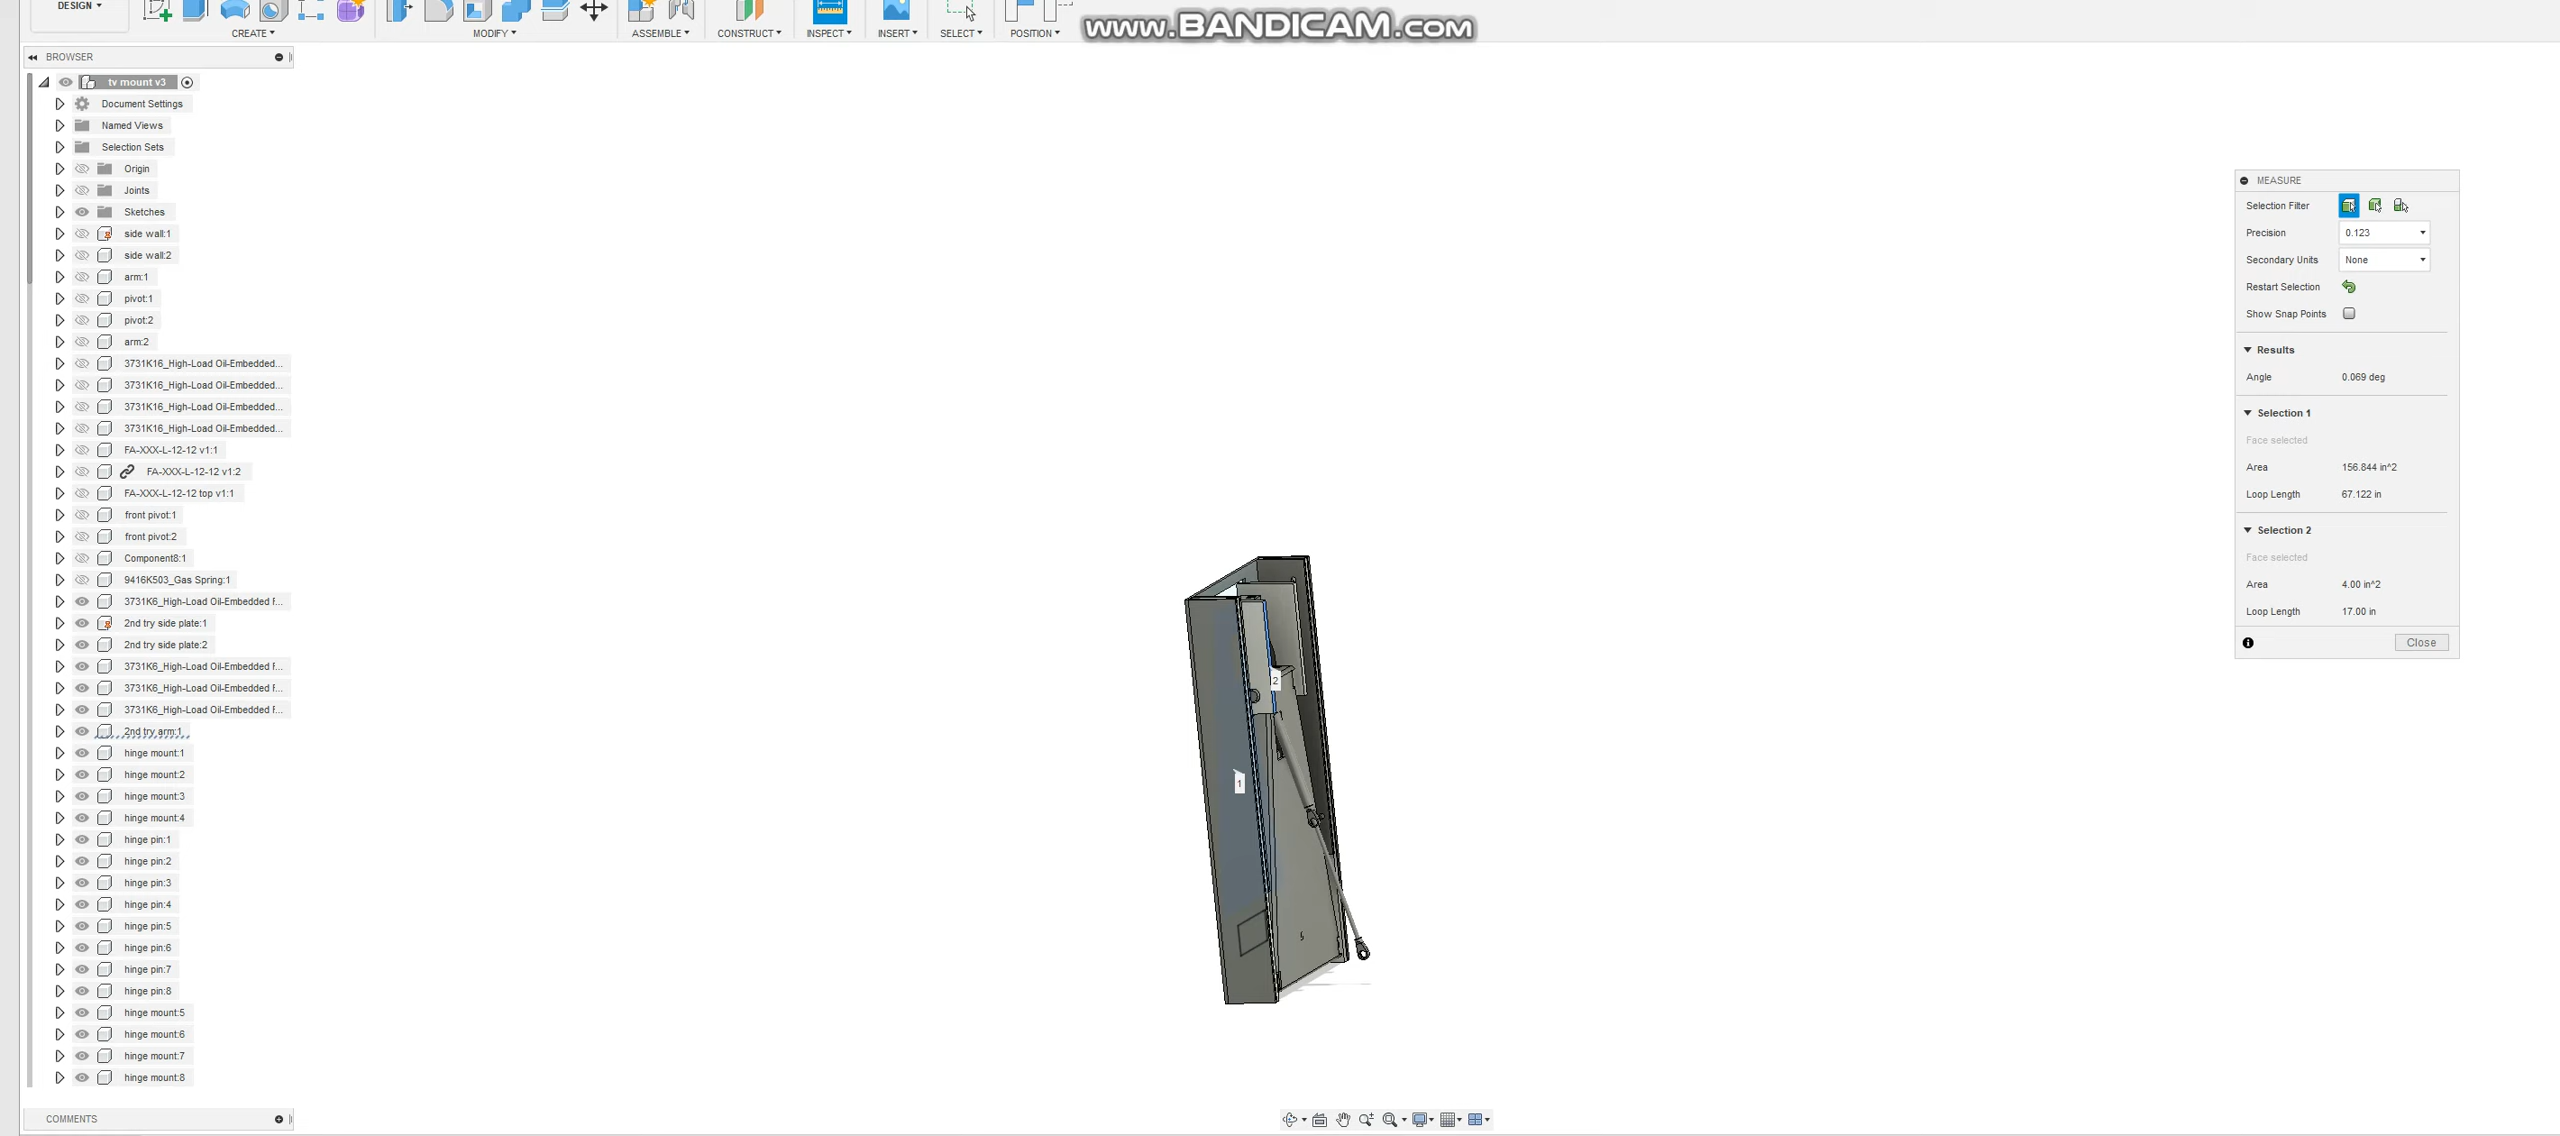 DESIGN
CREATE
MODIFY
ASSEMBLE
CONSTRUCT
INSPECT
INSERT
SELECT
POSITION
www.BANDICAM.com
BROWSER
tv mount v3
Document Settings
Named Views
Selection Sets
Origin
Joints
Sketches
side wall:1
side wall:2
arm:1
pivot:1
pivot:2
arm:2
3731K16_High-Load Oil-Embedded...
3731K16_High-Load Oil-Embedded...
3731K16_High-Load Oil-Embedded...
3731K16_High-Load Oil-Embedded...
FA-XXX-L-12-12 v1:1
FA-XXX-L-12-12 v1:2
FA-XXX-L-12-12 top v1:1
front pivot:1
front pivot:2
Component8:1
9416K503_Gas Spring:1
3731K6_High-Load Oil-Embedded f...
2nd try side plate:1
2nd try side plate:2
3731K6_High-Load Oil-Embedded f...
3731K6_High-Load Oil-Embedded f...
3731K6_High-Load Oil-Embedded f...
2nd try arm:1
hinge mount:1
hinge mount:2
hinge mount:3
hinge mount:4
hinge pin:1
hinge pin:2
hinge pin:3
hinge pin:4
hinge pin:5
hinge pin:6
hinge pin:7
hinge pin:8
hinge mount:5
hinge mount:6
hinge mount:7
hinge mount:8
COMMENTS
2
1
MEASURE
Selection Filter
Precision 0.123
Secondary Units None
Restart Selection
Show Snap Points
Results
Angle 0.069 deg
Selection 1
Face selected
Area 156.844 in^2
Loop Length 67.122 in
Selection 2
Face selected
Area 4.00 in^2
Loop Length 17.00 in
Close